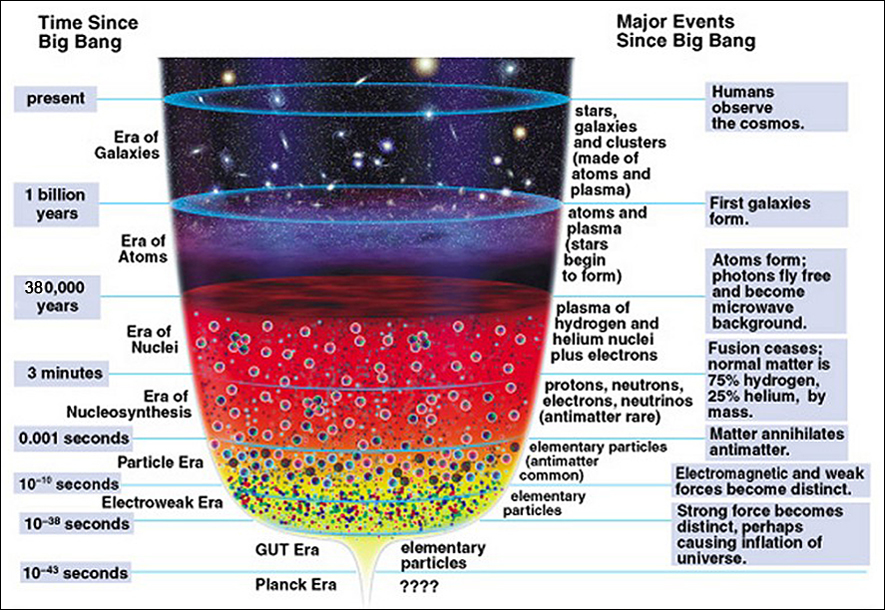 Time Since
Big Bang
Major Events
Since Big Bang
present
Humans
observe
the cosmos.
Era of
Galaxies
stars,
galaxies
and clusters
(made of
atoms and
plasma)
1 billion
years
First galaxies
form.
Era of
Atoms
atoms and
plasma
(stars
begin
to form)
380,000
years
Atoms form;
photons fly free
and become
microwave
background.
Era of
Nuclei
plasma of
hydrogen and
helium nuclei
plus electrons
3 minutes
Fusion ceases;
normal matter is
75% hydrogen,
25% helium, by
mass.
Era of
Nucleosynthesis
protons, neutrons,
electrons, neutrinos
(antimatter rare)
0.001 seconds
Matter annihilates
antimatter.
Particle Era
elementary particles
(antimatter
common)
10⁻¹⁰ seconds
Electromagnetic and weak
forces become distinct.
Electroweak Era
elementary
particles
10⁻³⁸ seconds
Strong force becomes
distinct, perhaps
causing inflation of
universe.
GUT Era
elementary
particles
10⁻⁴³ seconds
Planck Era
????